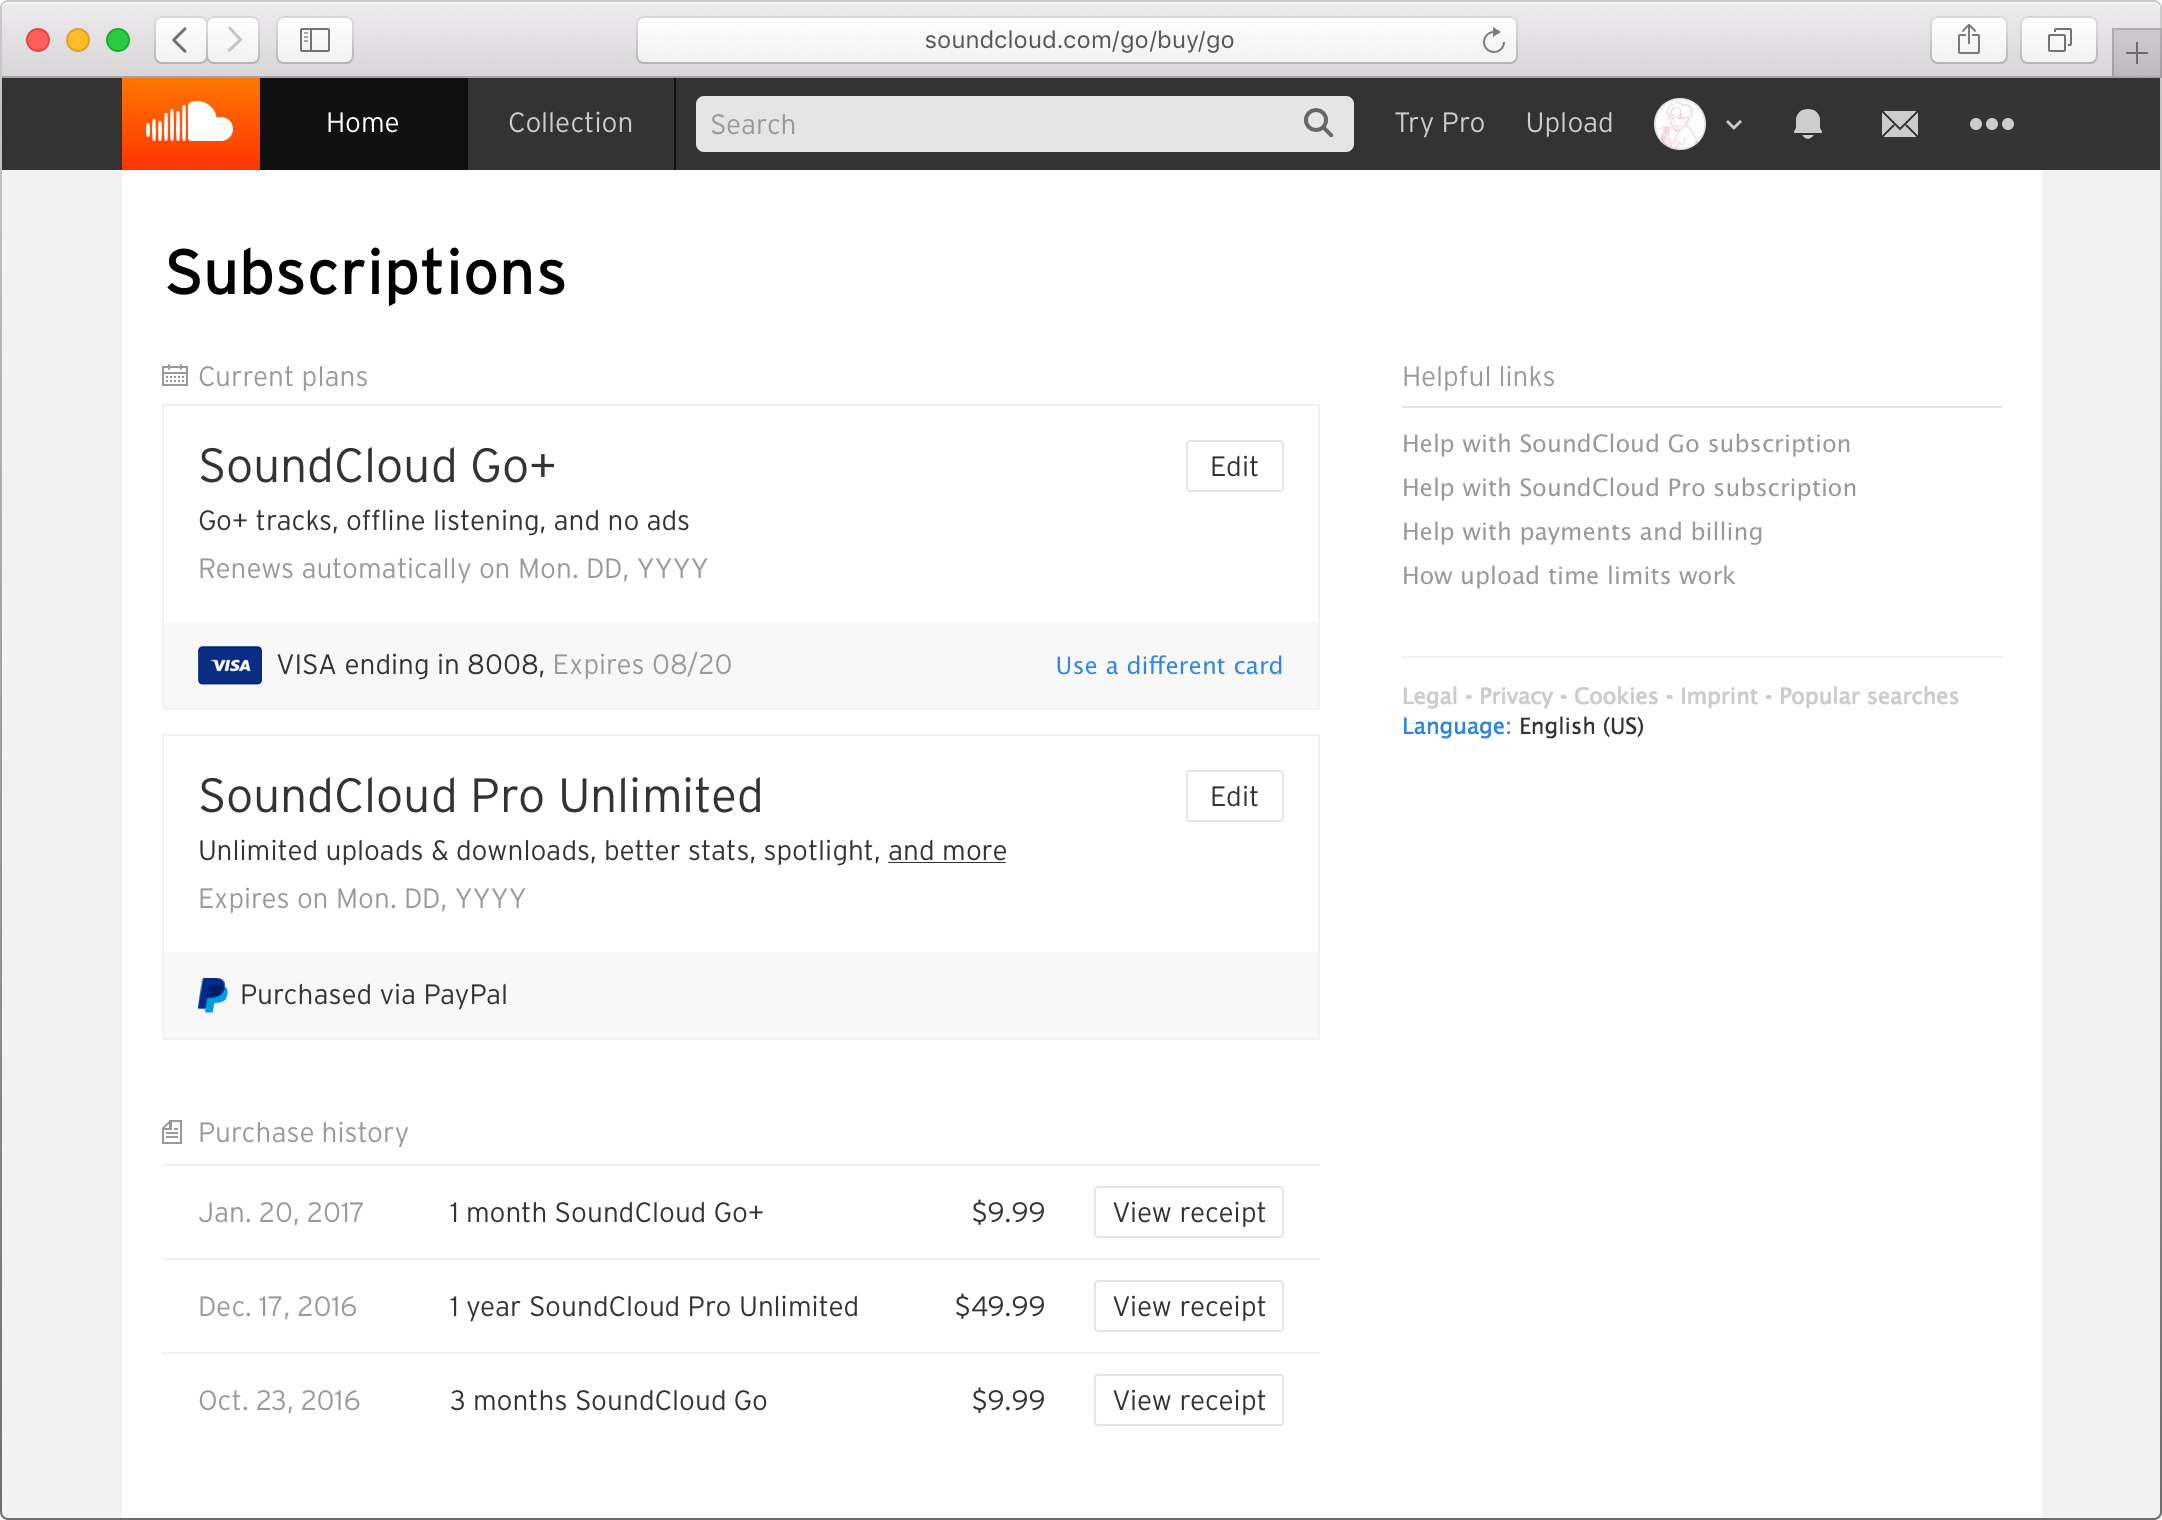 soundcloud.com/go/buy/go
Home
Collection
Search
Try Pro
Upload
Subscriptions
Current plans
SoundCloud Go+
Edit
Go+ tracks, offline listening, and no ads
Renews automatically on Mon. DD, YYYY
VISA
VISA ending in 8008, Expires 08/20
Use a different card
SoundCloud Pro Unlimited
Edit
Unlimited uploads & downloads, better stats, spotlight, and more
Expires on Mon. DD, YYYY
Purchased via PayPal
Purchase history
Jan. 20, 2017 1 month SoundCloud Go+ $9.99 View receipt
Dec. 17, 2016 1 year SoundCloud Pro Unlimited $49.99 View receipt
Oct. 23, 2016 3 months SoundCloud Go $9.99 View receipt
Helpful links
Help with SoundCloud Go subscription
Help with SoundCloud Pro subscription
Help with payments and billing
How upload time limits work
Legal - Privacy - Cookies - Imprint - Popular searches
Language: English (US)